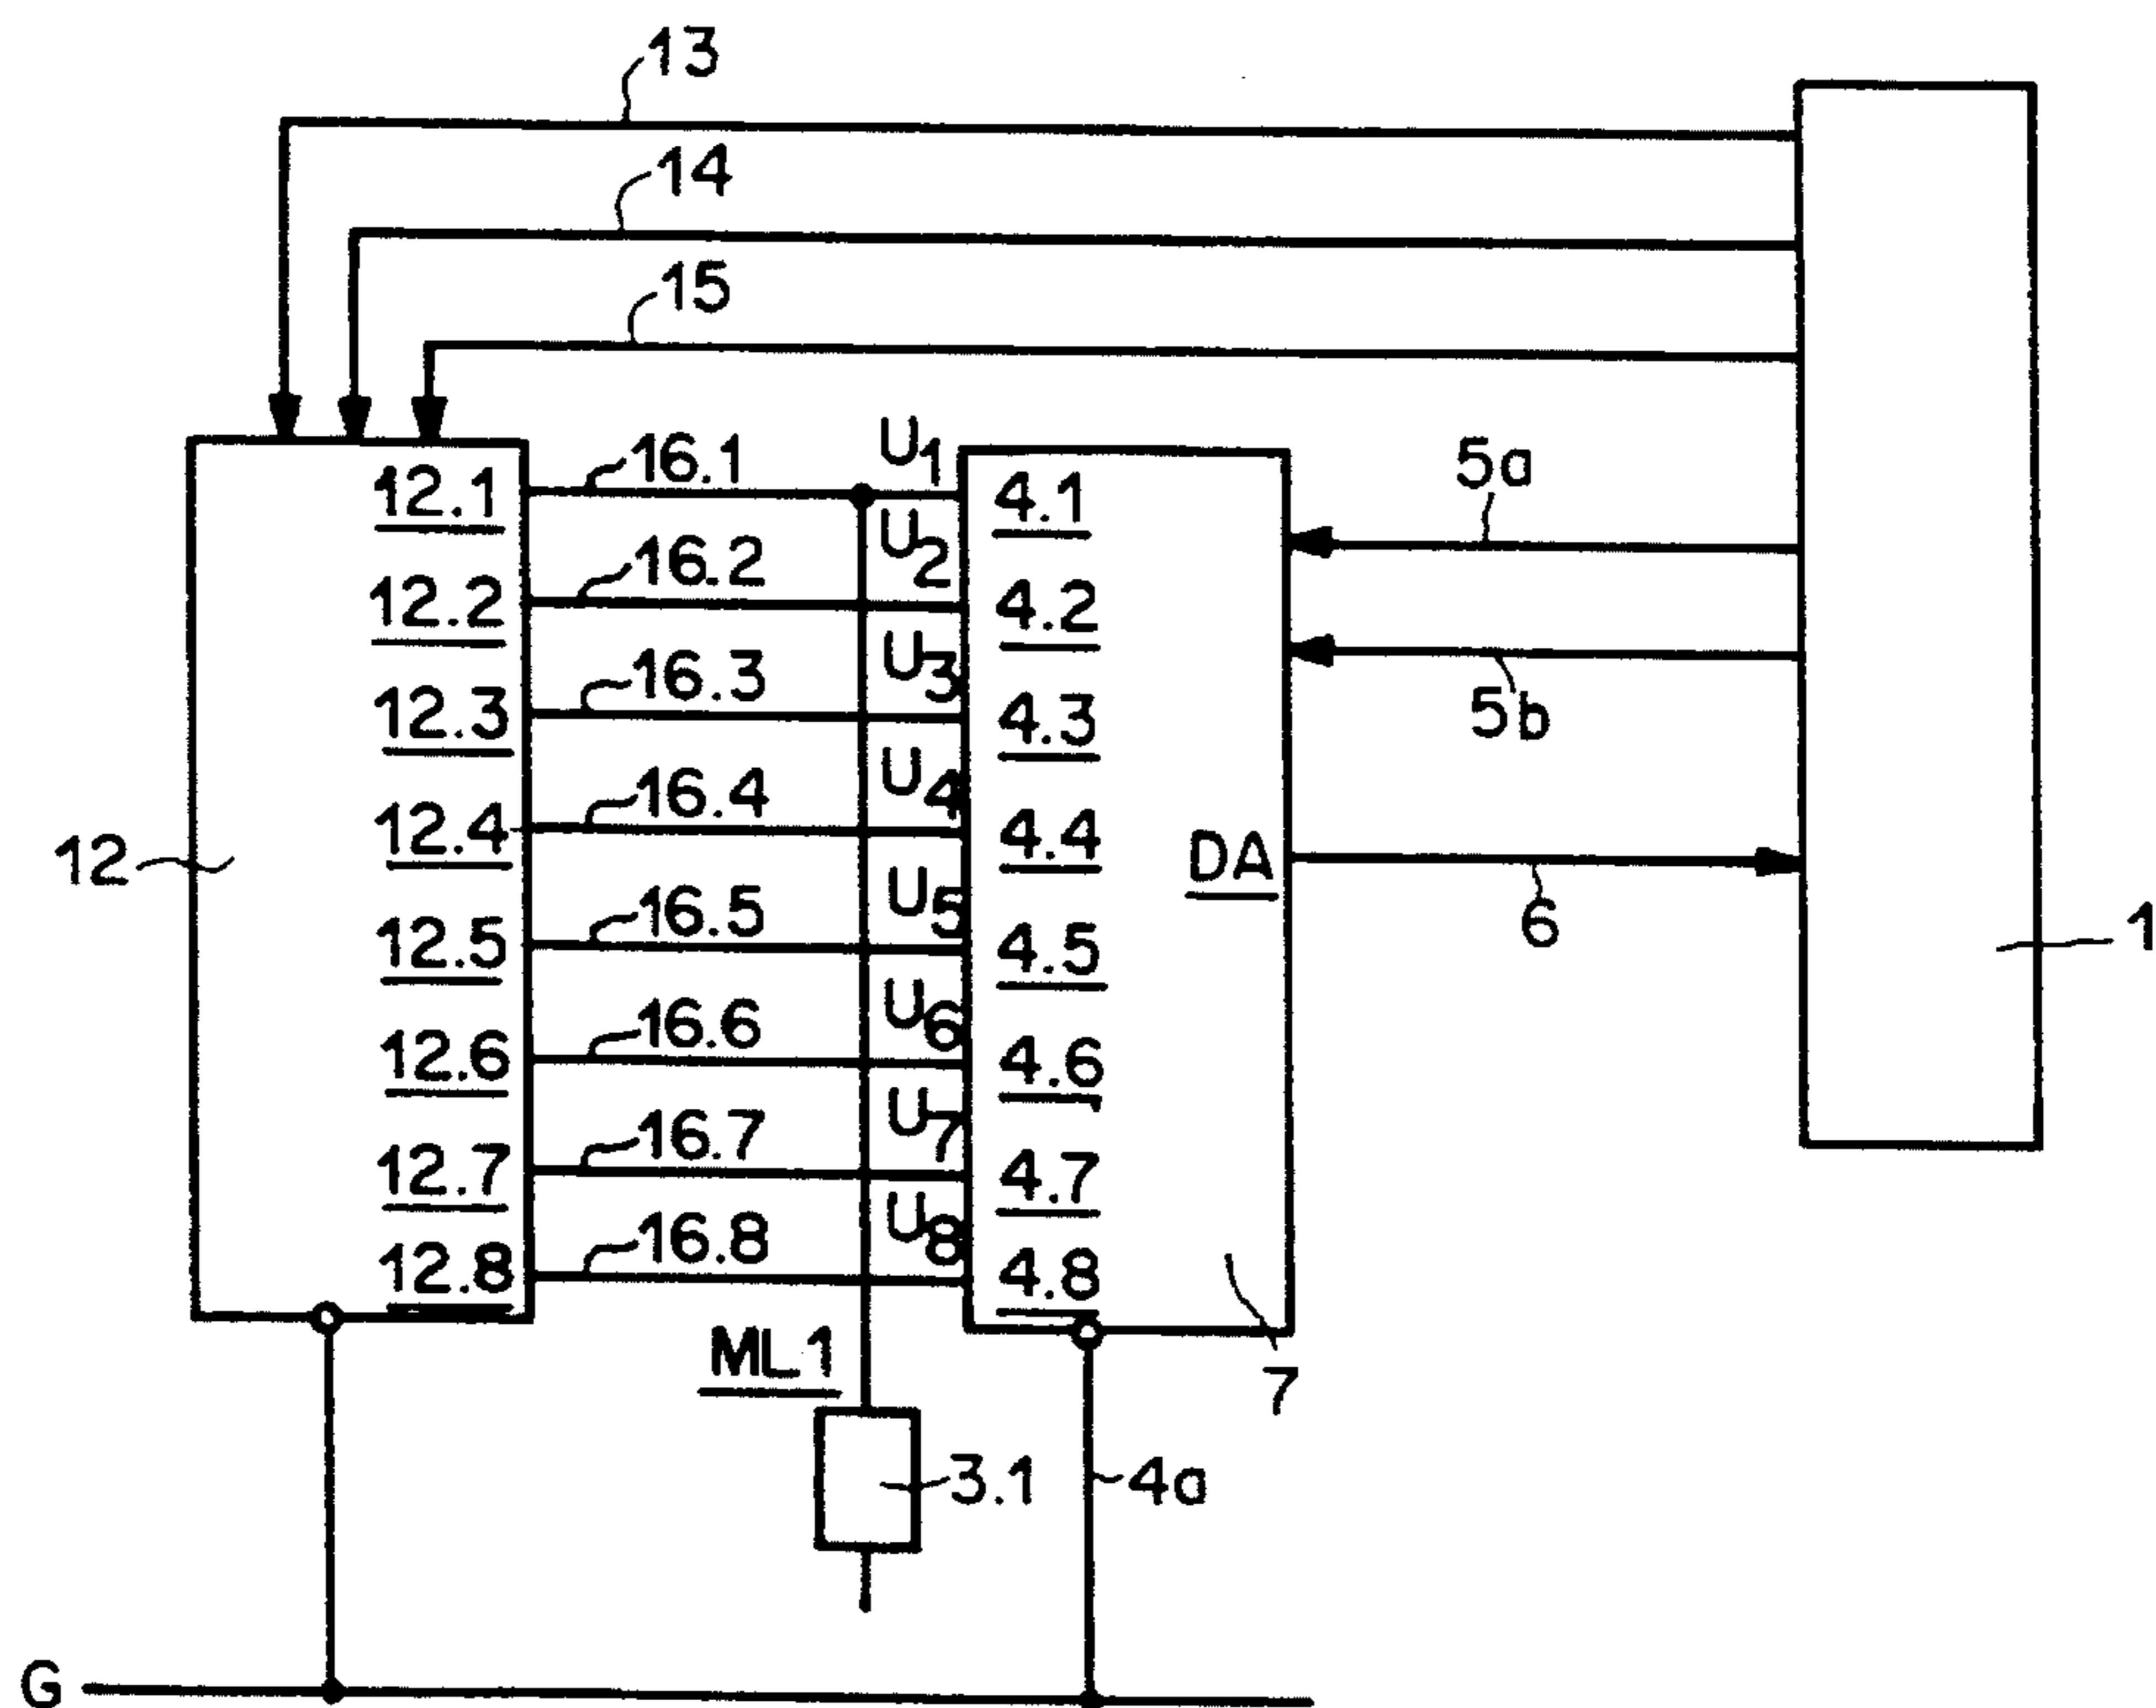 13
14
15
16.1 U1
12.1 4.1 5a
U2
16.2
12.2 4.2
16.3 U3
12.3 4.3 5b
16.4 U4
12.4 4.4 DA
12
16.5 U5
12.5 4.5 6 1
16.6 U6
12.6 4.6
16.7 U7
12.7 4.7
16.8 U8
12.8 4.8
ML1 7
3.1 4a
G